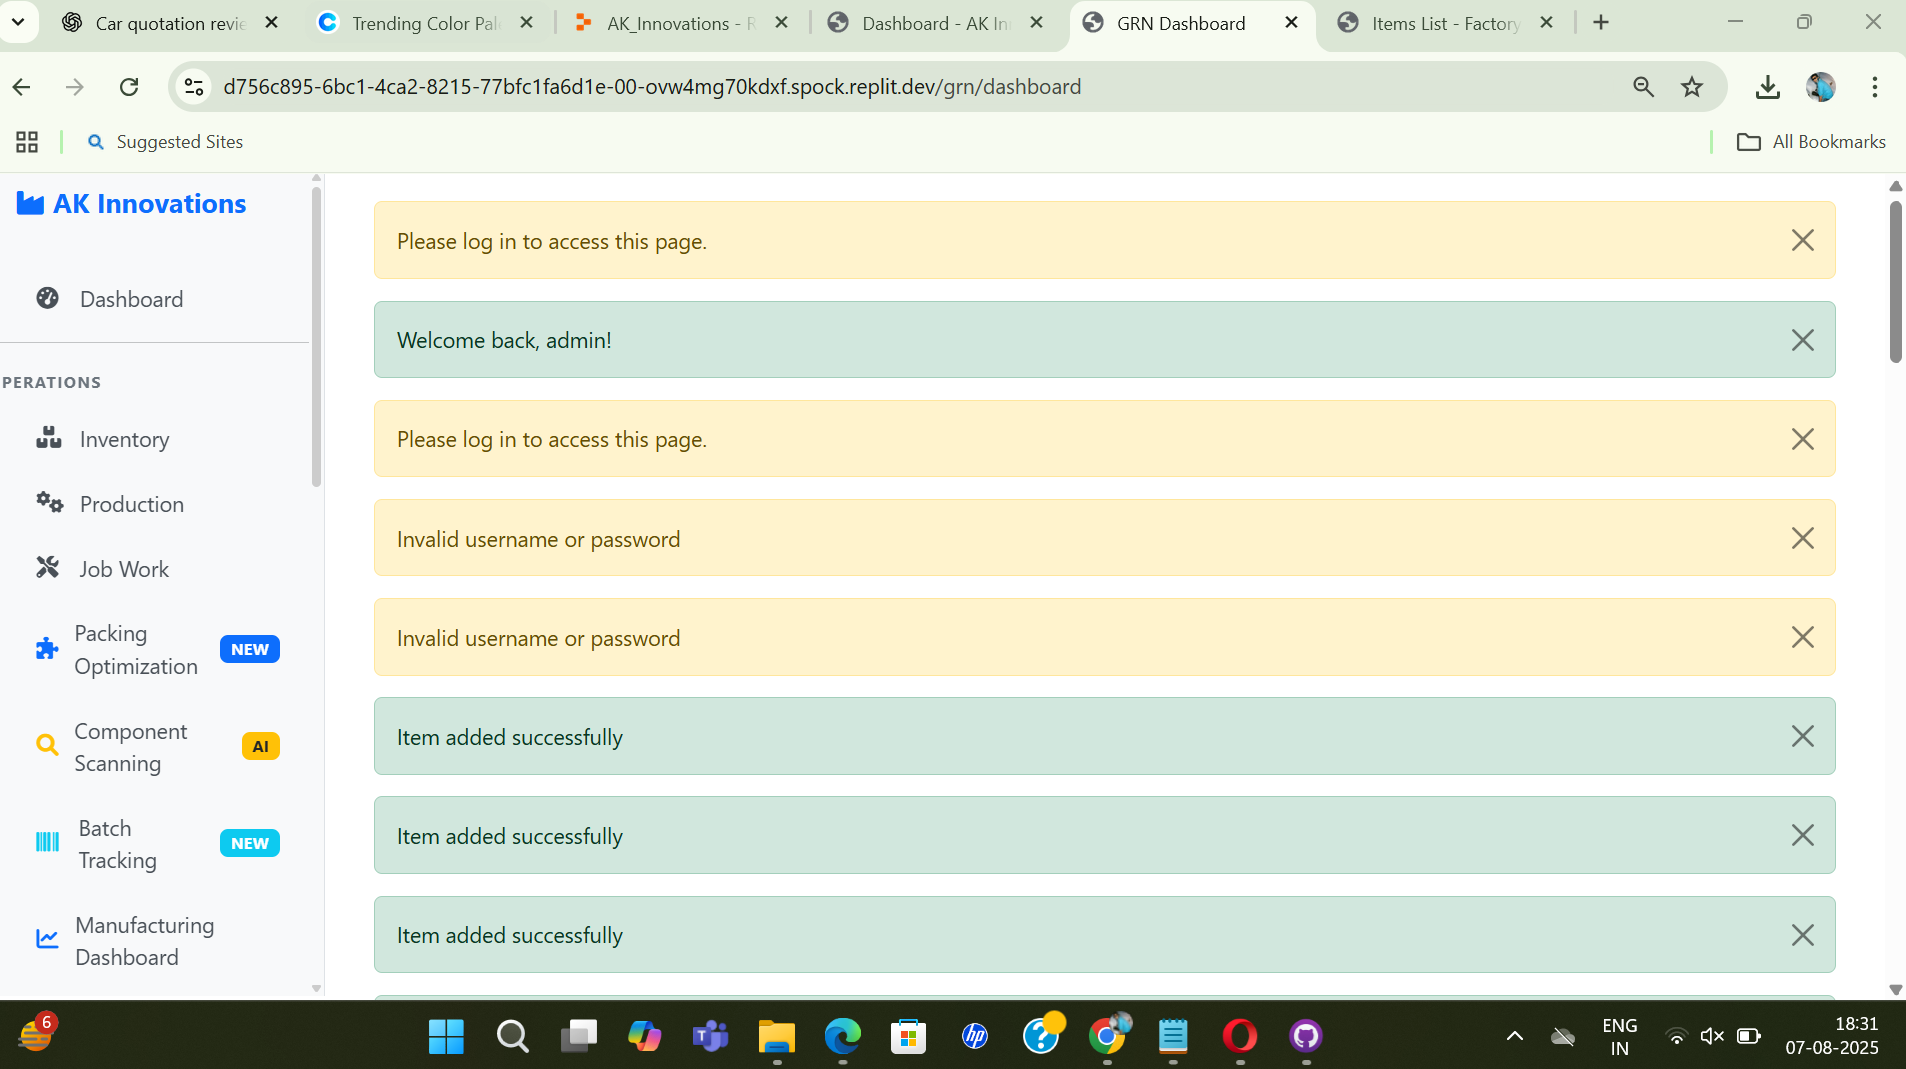 Car quotation revie
Trending Color Pal
AK_Innovations - R
Dashboard - AK In
GRN Dashboard
Items List - Factory
d756c895-6bc1-4ca2-8215-77bfc1fa6d1e-00-ovw4mg70kdxf.spock.replit.dev/grn/dashboard
Suggested Sites
All Bookmarks
AK Innovations
Dashboard
PERATIONS
Inventory
Production
Job Work
Packing
Optimization
NEW
Component
Scanning
AI
Batch
Tracking
NEW
Manufacturing
Dashboard
Please log in to access this page.
Welcome back, admin!
Please log in to access this page.
Invalid username or password
Invalid username or password
Item added successfully
Item added successfully
Item added successfully
6
hp
ENG
IN
18:31
07-08-2025